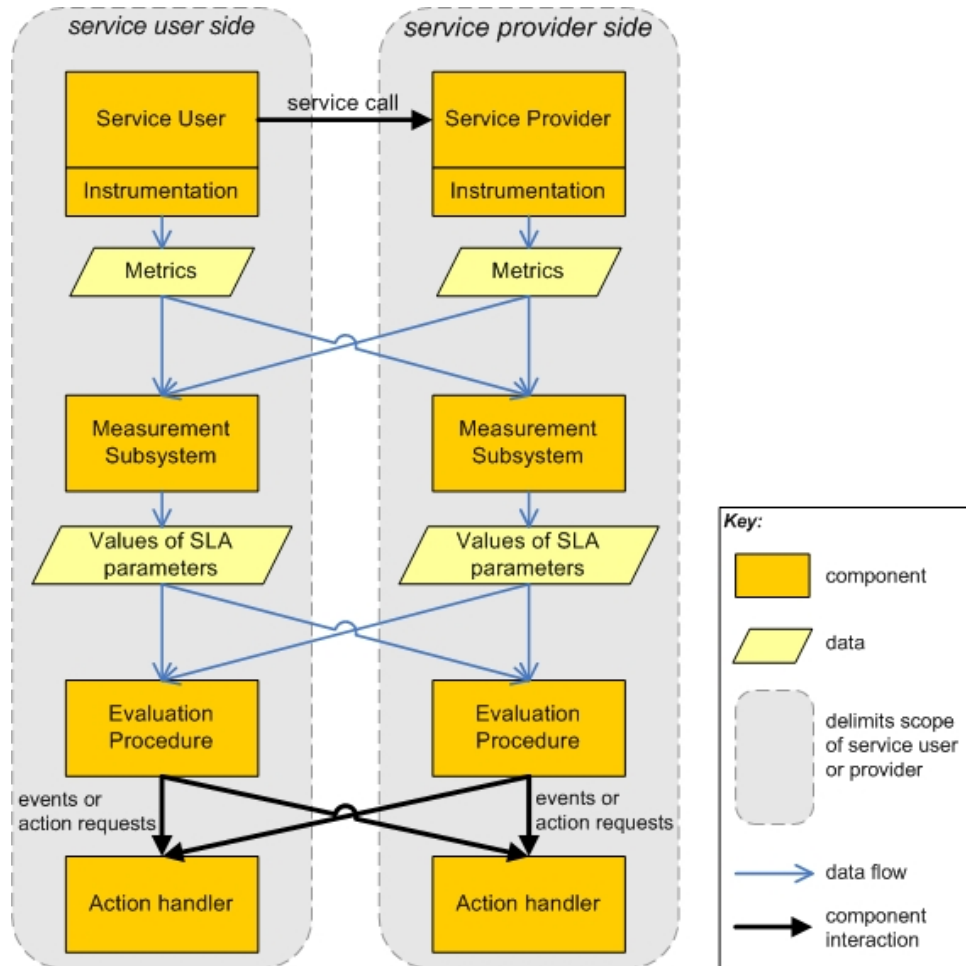 service user side
service provider side
Service User
service call
Service Provider
Instrumentation
Instrumentation
Metrics
Metrics
Measurement
Subsystem
Measurement
Subsystem
Values of SLA
parameters
Values of SLA
parameters
Evaluation
Procedure
Evaluation
Procedure
events or
action requests
events or
action requests
Action handler
Action handler
Key:
component
data
delimits scope
of service user
or provider
data flow
component
interaction